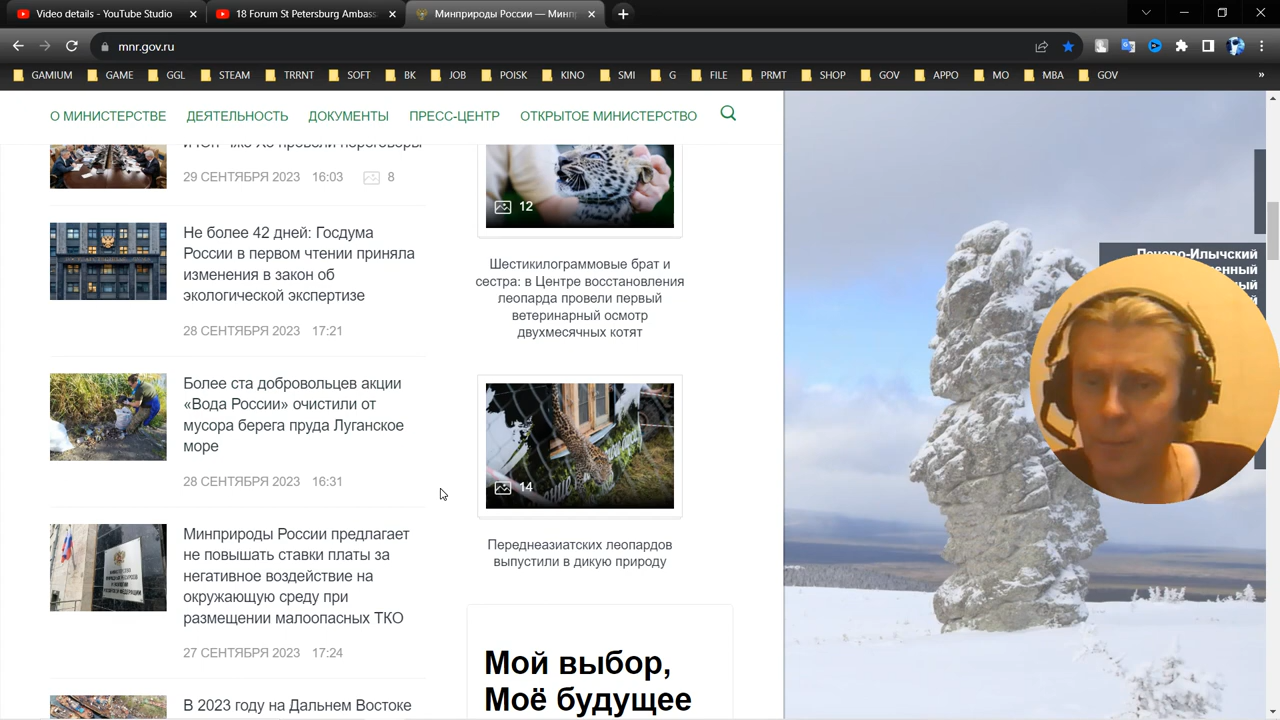 Video details - YouTube Studio
18 Forum St Petersburg Ambass
Минприроды России — Минпр
mnr.gov.ru
GAMIUM GAME GGL STEAM TRRNT SOFT BK JOB POISK KINO SMI G FILE PRMT SHOP GOV APPO MO MBA GOV »
О МИНИСТЕРСТВЕ ДЕЯТЕЛЬНОСТЬ ДОКУМЕНТЫ ПРЕСС-ЦЕНТР ОТКРЫТОЕ МИНИСТЕРСТВО
переговоры
29 СЕНТЯБРЯ 2023 16:03 8
Не более 42 дней: Госдума
России в первом чтении приняла
изменения в закон об
экологической экспертизе
28 СЕНТЯБРЯ 2023 17:21
Более ста добровольцев акции
«Вода России» очистили от
мусора берега пруда Луганское
море
28 СЕНТЯБРЯ 2023 16:31
Минприроды России предлагает
не повышать ставки платы за
негативное воздействие на
окружающую среду при
размещении малоопасных ТКО
27 СЕНТЯБРЯ 2023 17:24
В 2023 году на Дальнем Востоке
12
Шестикилограммовые брат и
сестра: в Центре восстановления
леопарда провели первый
ветеринарный осмотр
двухмесячных котят
14
Переднеазиатских леопардов
выпустили в дикую природу
Мой выбор,
Моё будущее
Печоро-Илычский